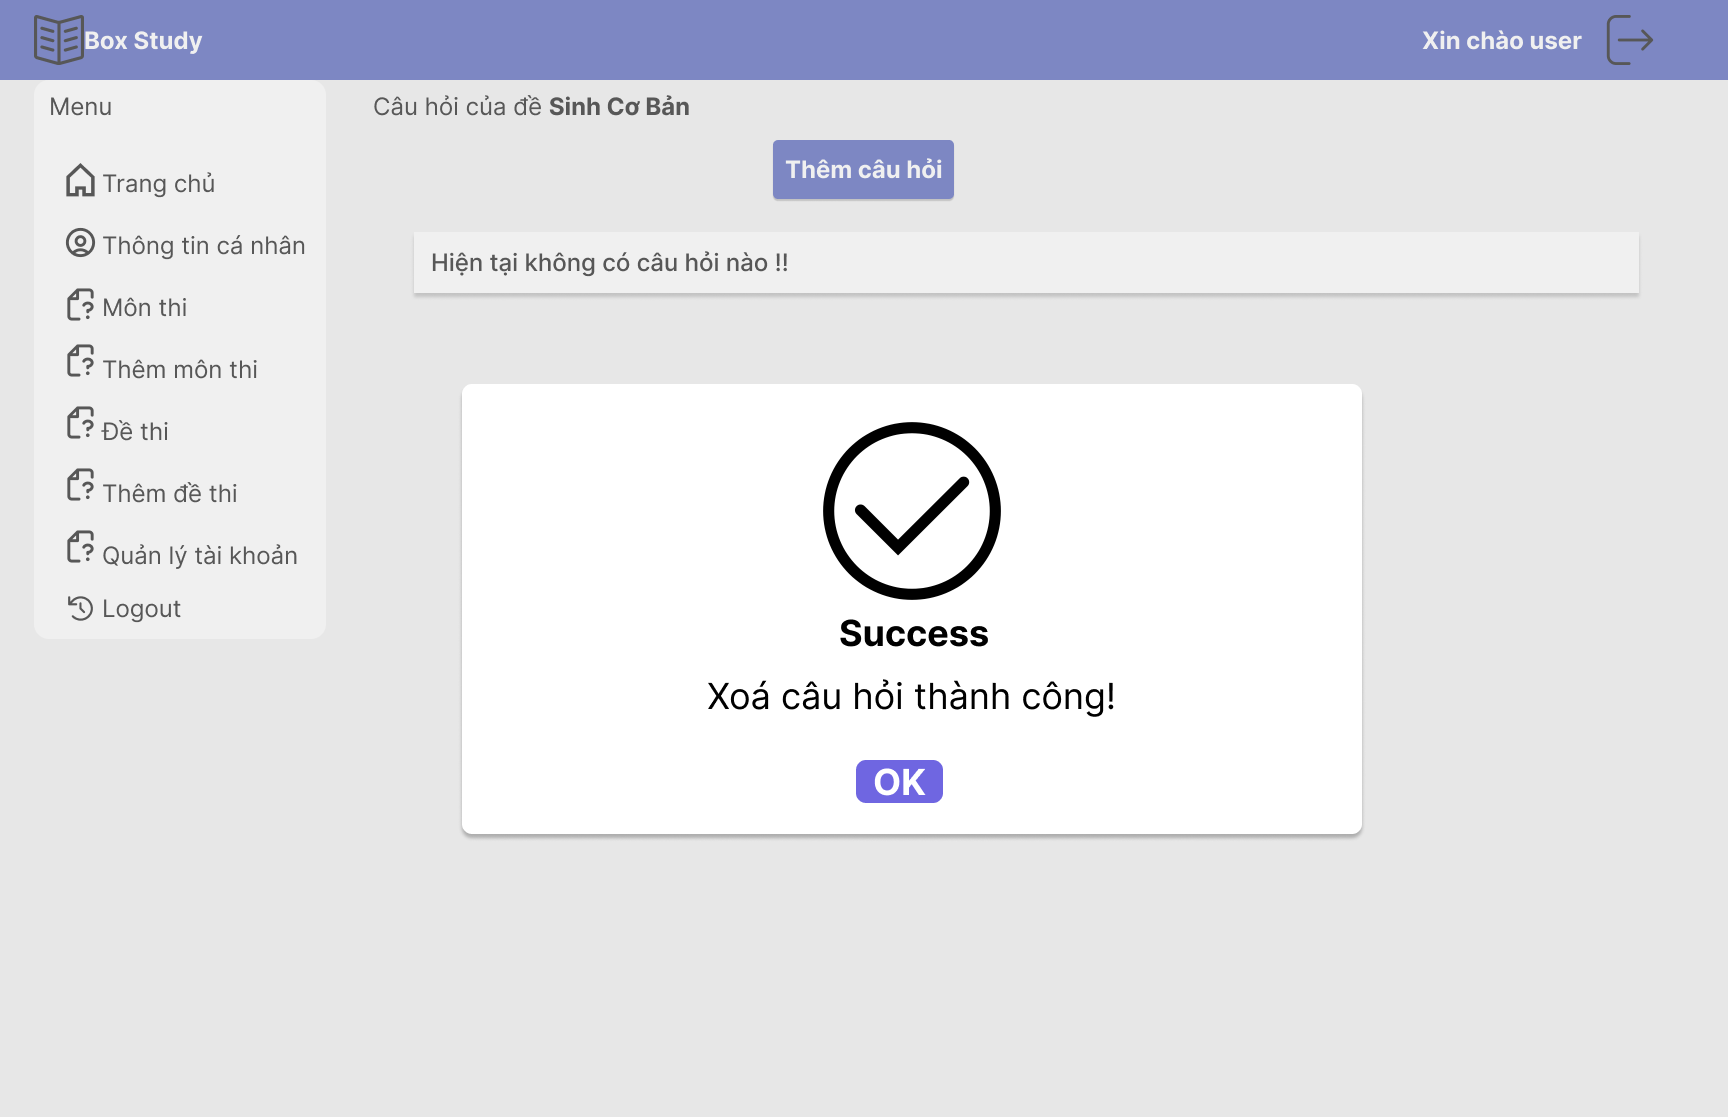 Box Study
Xin chào user
Menu
Trang chủ
Thông tin cá nhân
Môn thi
Thêm môn thi
Đề thi
Thêm đề thi
Quản lý tài khoản
Logout
Câu hỏi của đề Sinh Cơ Bản
Thêm câu hỏi
Hiện tại không có câu hỏi nào !!
Success
Xoá câu hỏi thành công!
OK